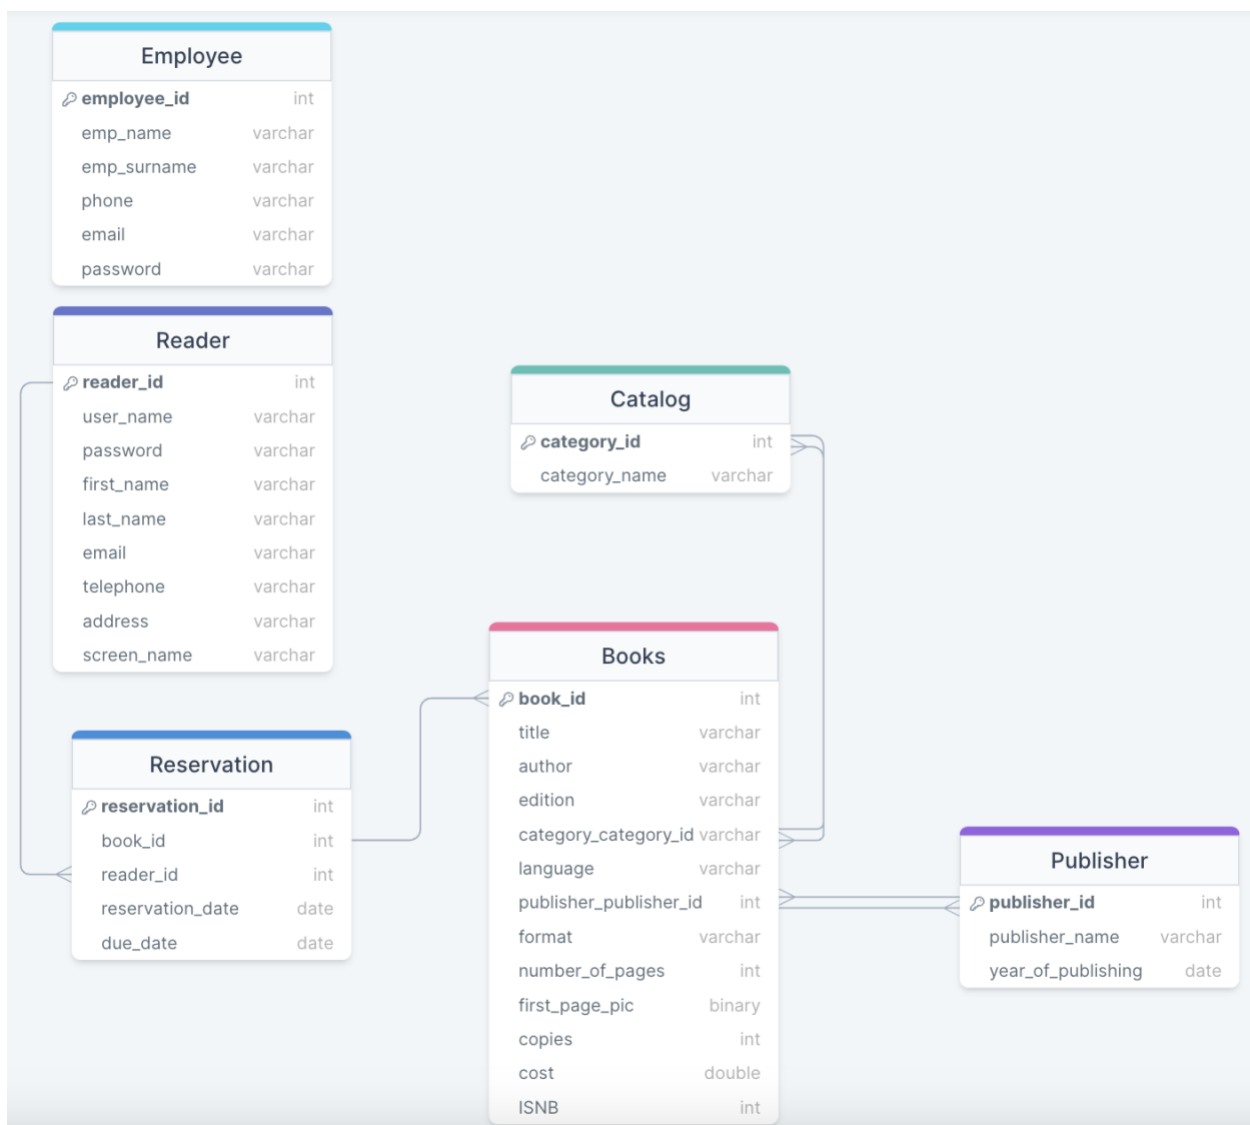 Employee
employee_id int
emp_name varchar
emp_surname varchar
phone varchar
email varchar
password varchar
Reader
reader_id int
user_name varchar
password varchar
first_name varchar
last_name varchar
email varchar
telephone varchar
address varchar
screen_name varchar
Reservation
reservation_id int
book_id int
reader_id int
reservation_date date
due_date date
Catalog
category_id int
category_name varchar
Books
book_id int
title varchar
author varchar
edition varchar
category_category_id varchar
language varchar
publisher_publisher_id int
format varchar
number_of_pages int
first_page_pic binary
copies int
cost double
ISNB int
Publisher
publisher_id int
publisher_name varchar
year_of_publishing date